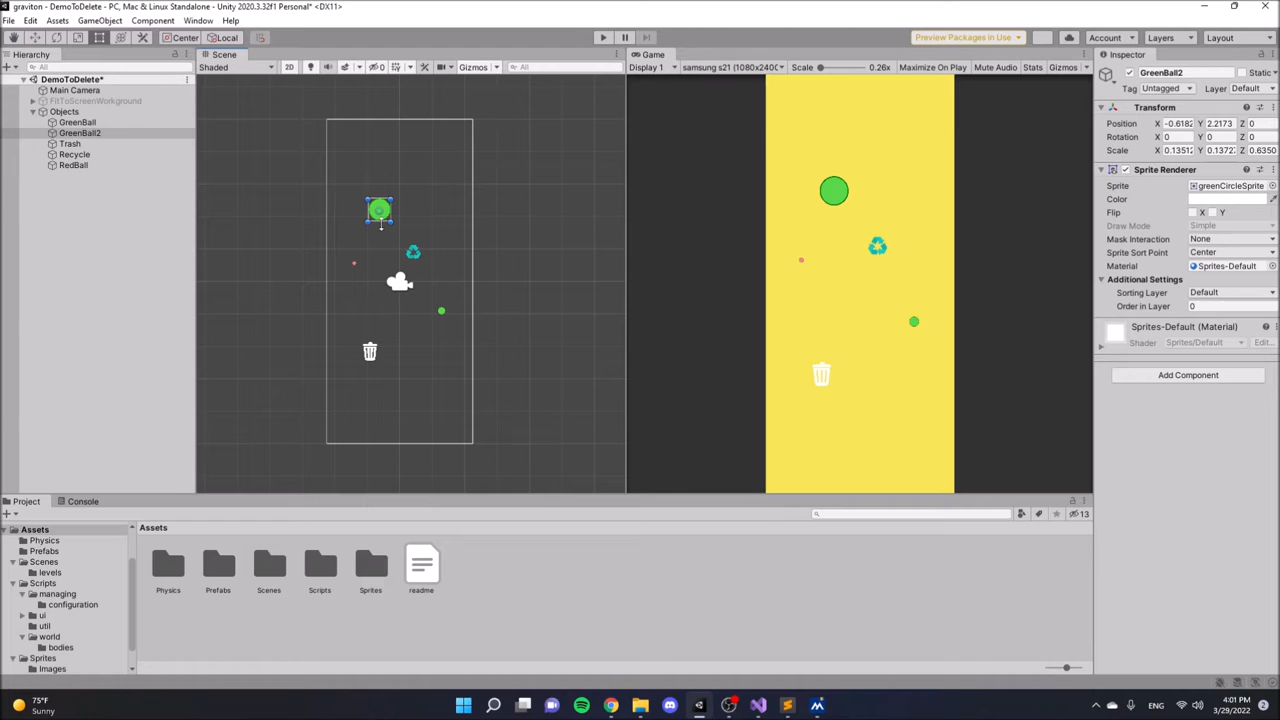 graviton - DemoToDelete - PC, Mac & Linux Standalone - Unity 2020.3.32f1 Personal* <DX11>
File Edit Assets GameObject Component Window Help
Center Local Preview Packages in Use Account Layers Layout
Hierarchy Scene Game Inspector
All
Shaded 2D 0 Gizmos All
Display 1 samsung s21 (1080x2400 Scale 0.26x Maximize On Play Mute Audio Stats Gizmos
DemoToDelete*
Main Camera
FitToScreenWorkground
Objects
GreenBall
GreenBall2
Trash
Recycle
RedBall
GreenBall2 Static
Tag Untagged Layer Default
Transform
Position X -0.6182 Y 2.2173 Z 0
Rotation X 0 Y 0 Z 0
Scale X 0.13512 Y 0.1372 Z 0.6350
Sprite Renderer
Sprite greenCircleSprite
Color
Flip X Y
Draw Mode Simple
Mask Interaction None
Sprite Sort Point Center
Material Sprites-Default
Additional Settings
Sorting Layer Default
Order in Layer 0
Sprites-Default (Material)
Shader Sprites/Default Edit...
Add Component
Project Console
13
Assets
Physics
Prefabs
Scenes
levels
Scripts
managing
configuration
ui
util
world
bodies
Sprites
Images
Assets
Physics Prefabs Scenes Scripts Sprites readme
75°F
Sunny
4:01 PM
3/29/2022